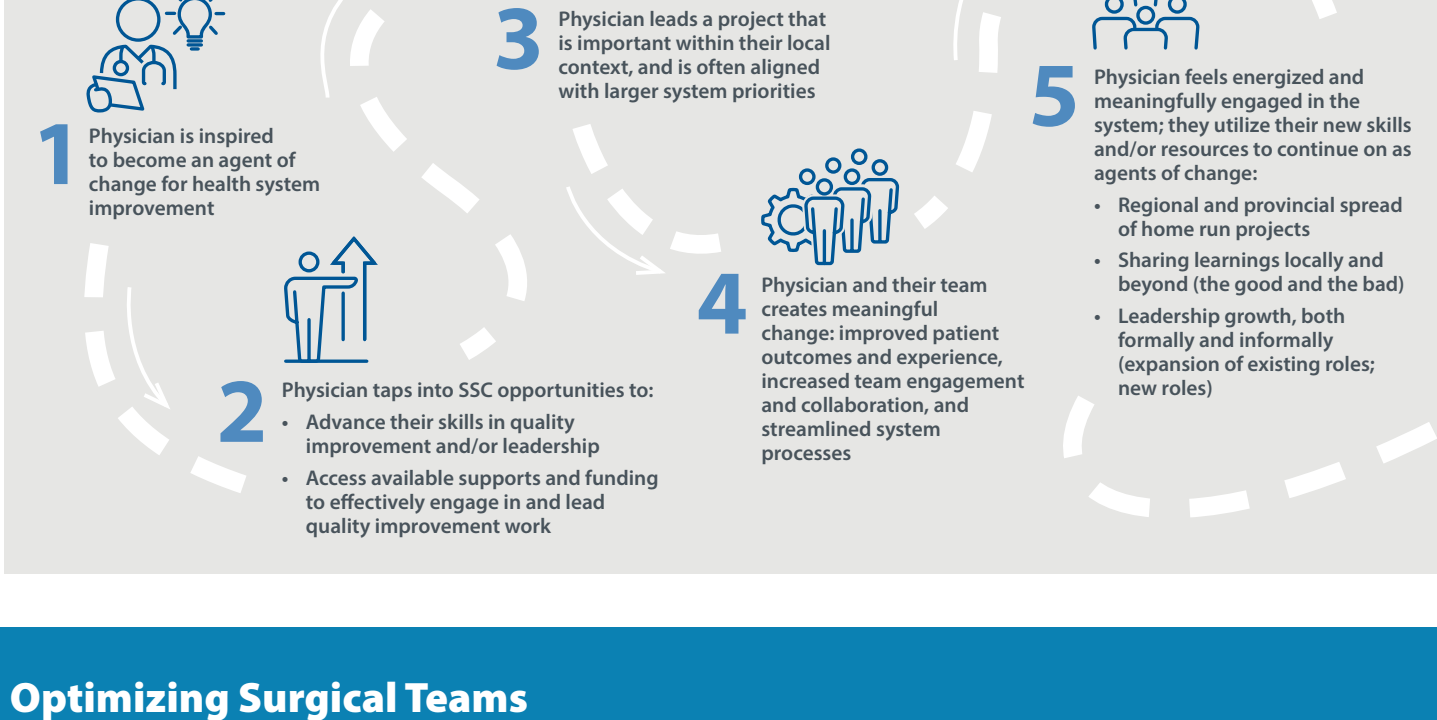 1
Physician is inspired
to become an agent of
change for health system
improvement
2
Physician taps into SSC opportunities to:
• Advance their skills in quality
improvement and/or leadership
• Access available supports and funding
to effectively engage in and lead
quality improvement work
3
Physician leads a project that
is important within their local
context, and is often aligned
with larger system priorities
4
Physician and their team
creates meaningful
change: improved patient
outcomes and experience,
increased team engagement
and collaboration, and
streamlined system
processes
5
Physician feels energized and
meaningfully engaged in the
system; they utilize their new skills
and/or resources to continue on as
agents of change:
• Regional and provincial spread
of home run projects
• Sharing learnings locally and
beyond (the good and the bad)
• Leadership growth, both
formally and informally
(expansion of existing roles;
new roles)
Optimizing Surgical Teams